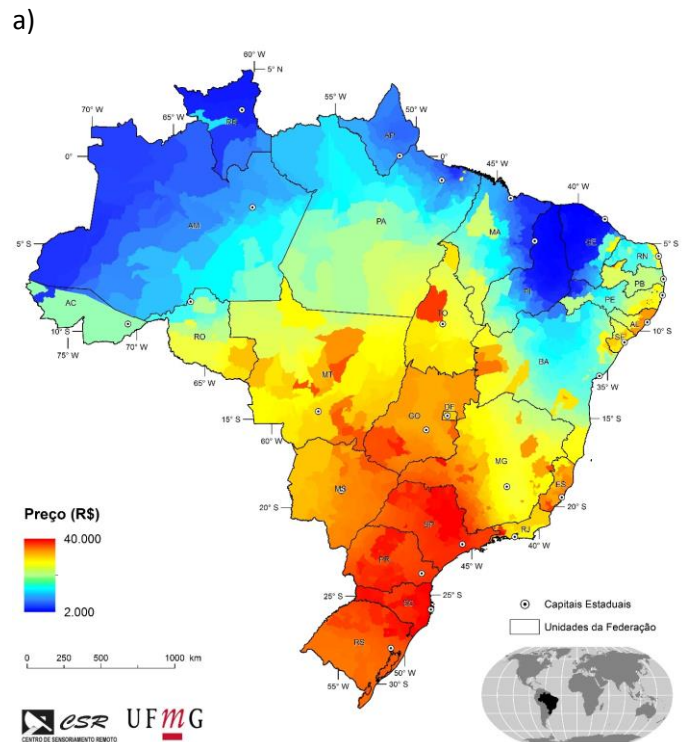 a)
60° W
5° N
70° W
65° W
55° W
50° W
0°
0°
45° W
40° W
RR
AP
AM
PA
MA
CE
RN
PB
PE
PI
AL
SE
5° S
5° S
AC
10° S
75° W
70° W
RO
TO
BA
10° S
35° W
65° W
MT
15° S
60° W
GO
DF
15° S
MG
ES
MS
20° S
20° S
SP
RJ
40° W
45° W
PR
25° S
25° S
SC
RS
50° W
55° W
30° S
Preço (R$)
40.000
2.000
0 250 500 1000 km
Capitais Estaduais
Unidades da Federação
CSR
CENTRO DE SENSORIAMENTO REMOTO
UFmG